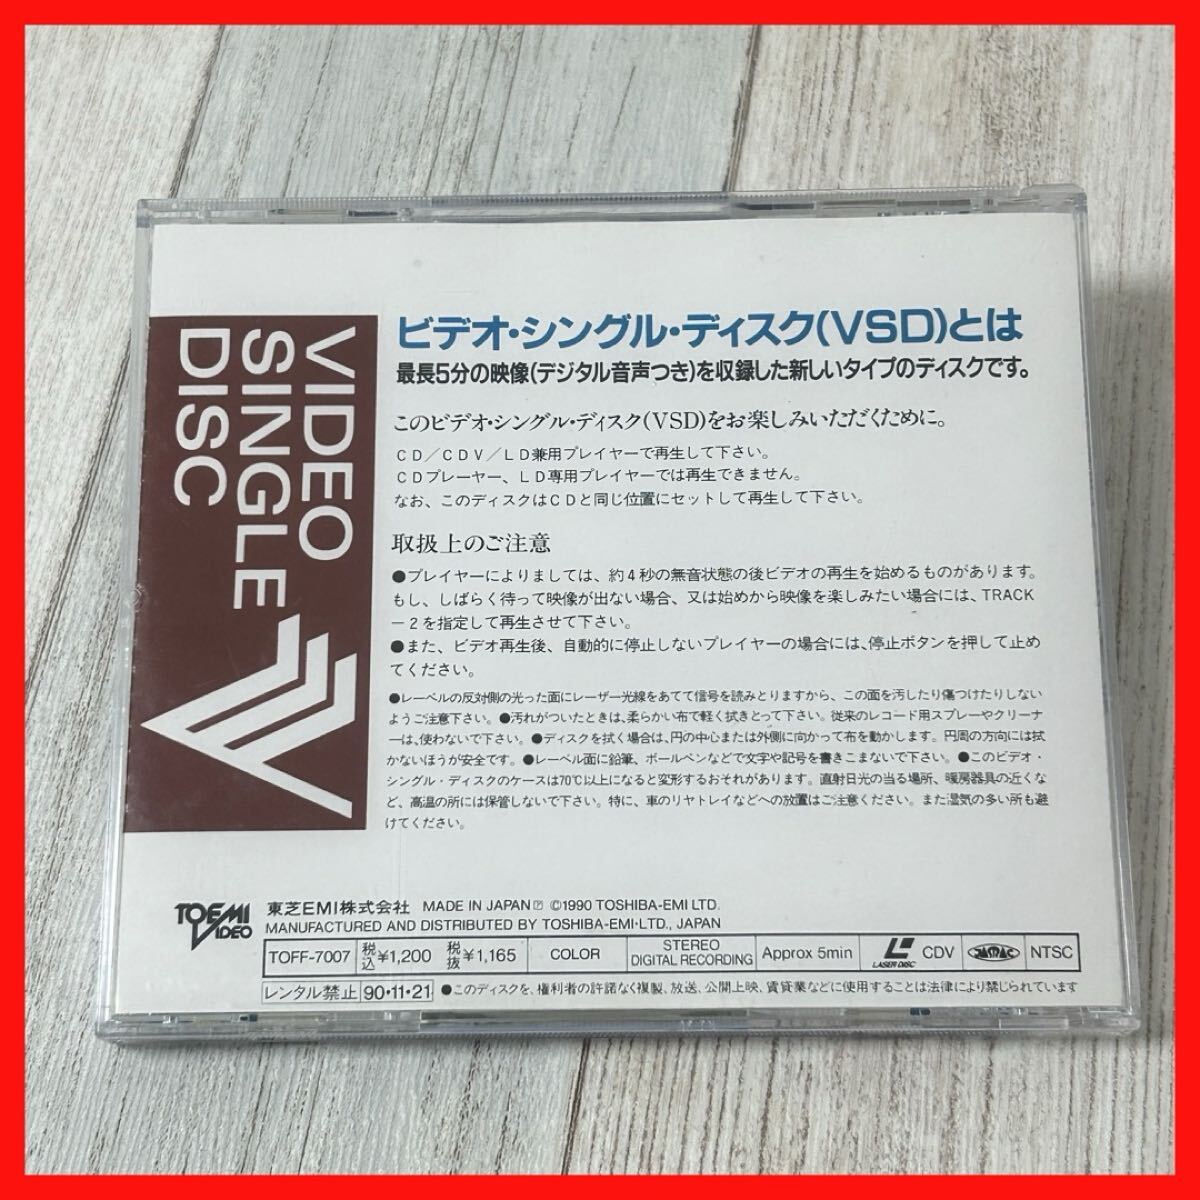 VIDEO
SINGLE
DISC
ビデオ・シングル・ディスク(VSD)とは
最長5分の映像(デジタル音声つき)を収録した新しいタイプのディスクです。
このビデオ・シングル・ディスク(VSD)をお楽しみいただくために。
CD/CDV/LD兼用プレイヤーで再生して下さい。
CDプレーヤー、LD専用プレイヤーでは再生できません。
なお、このディスクはCDと同じ位置にセットして再生して下さい。
取扱上のご注意
●プレイヤーによりましては、約4秒の無音状態の後ビデオの再生を始めるものがあります。
もし、しばらく待って映像が出ない場合、又は始めから映像を楽しみたい場合には、TRACK
−2を指定して再生させて下さい。
●また、ビデオ再生後、自動的に停止しないプレイヤーの場合には、停止ボタンを押して止め
てください。
●レーベルの反対側の光った面にレーザー光線をあてて信号を読みとりますから、この面を汚したり傷つけたりしない
ようご注意下さい。●汚れがついたときは、柔らかい布で軽く拭きとって下さい。従来のレコード用スプレーやクリーナ
ーは、使わないで下さい。●ディスクを拭く場合は、円の中心または外側に向かって布を動かします。円周の方向には拭
かないほうが安全です。●レーベル面に鉛筆、ボールペンなどで文字や記号を書きこまないで下さい。●このビデオ・
シングル・ディスクのケースは70℃以上になると変形するおそれがあります。直射日光の当る場所、暖房器具の近くな
ど、高温の所には保管しないで下さい。特に、車のリヤトレイなどへの放置はご注意ください。また湿気の多い所も避
けてください。
TOEMI VIDEO
東芝EMI株式会社 MADE IN JAPAN Ⓟ ©1990 TOSHIBA-EMI LTD.
MANUFACTURED AND DISTRIBUTED BY TOSHIBA-EMI・LTD., JAPAN
TOFF-7007 税込¥1,200 税抜¥1,165 COLOR STEREO DIGITAL RECORDING Approx 5min LASER DISC CDV JASRAC NTSC
レンタル禁止 90・11・21 ●このディスクを、権利者の許諾なく複製、放送、公開上映、賃貸業などに使用することは法律により禁じられています